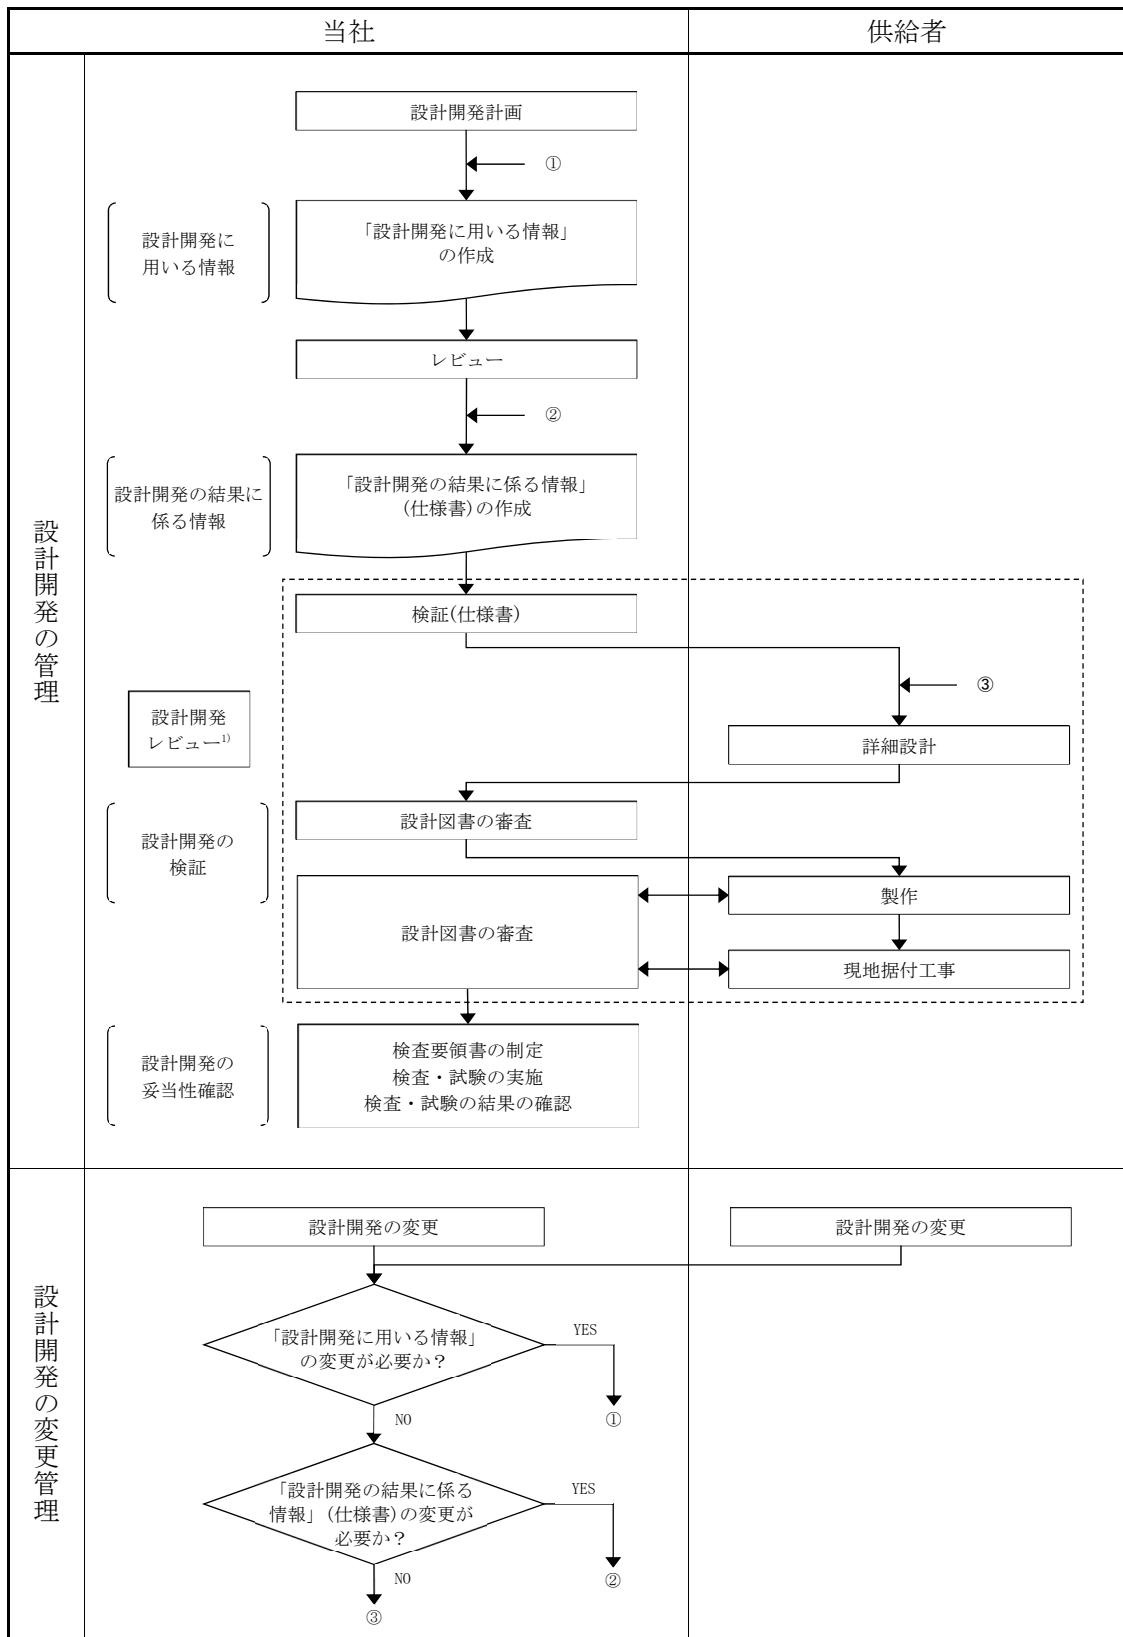 当社
供給者
設計開発の管理
設計開発計画
①
設計開発に
用いる情報
「設計開発に用いる情報」
の作成
レビュー
②
設計開発の結果に
係る情報
「設計開発の結果に係る情報」
(仕様書)の作成
検証(仕様書)
③
設計開発
レビュー1)
詳細設計
設計開発の
検証
設計図書の審査
製作
設計図書の審査
現地据付工事
設計開発の
妥当性確認
検査要領書の制定
検査・試験の実施
検査・試験の結果の確認
設計開発の変更管理
設計開発の変更
設計開発の変更
「設計開発に用いる情報」
の変更が必要か？
YES
①
NO
「設計開発の結果に係る
情報」(仕様書)の変更が
必要か？
YES
②
NO
③